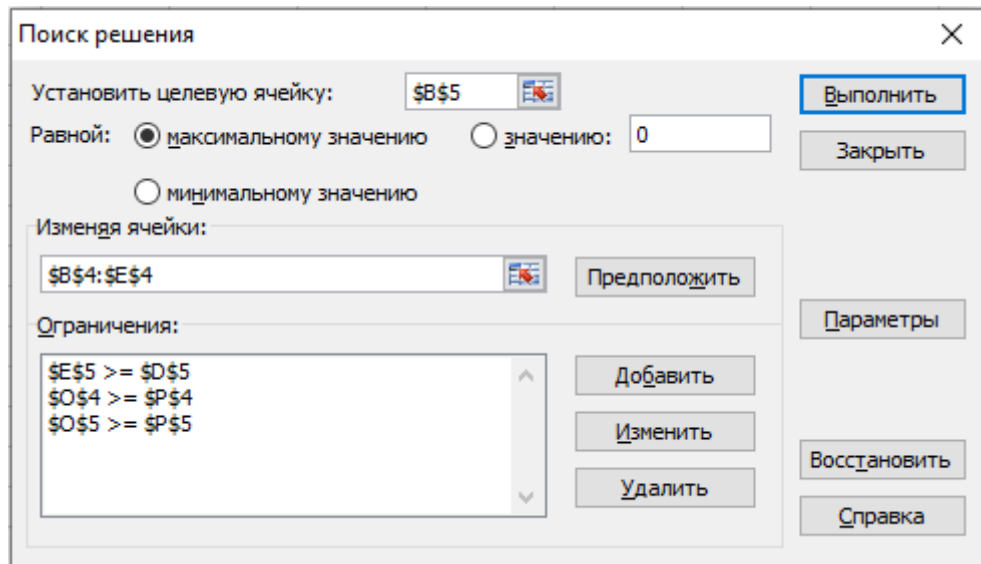 Поиск решения
Установить целевую ячейку: $B$5
Выполнить
Равной: максимальному значению значению: 0
Закрыть
минимальному значению
Изменяя ячейки:
$B$4:$E$4
Предположить
Параметры
Ограничения:
$E$5 >= $D$5
$O$4 >= $P$4
$O$5 >= $P$5
Добавить
Изменить
Удалить
Восстановить
Справка